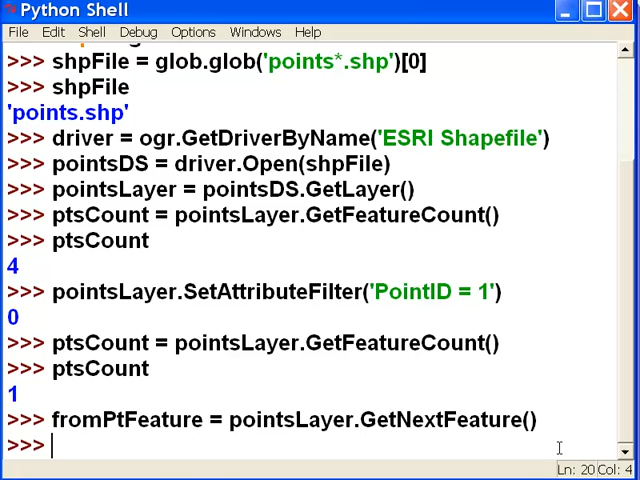 Python Shell
File Edit Shell Debug Options Windows Help
>>> shpFile = glob.glob('points*.shp')[0]
>>> shpFile
'points.shp'
>>> driver = ogr.GetDriverByName('ESRI Shapefile')
>>> pointsDS = driver.Open(shpFile)
>>> pointsLayer = pointsDS.GetLayer()
>>> ptsCount = pointsLayer.GetFeatureCount()
>>> ptsCount
4
>>> pointsLayer.SetAttributeFilter('PointID = 1')
0
>>> ptsCount = pointsLayer.GetFeatureCount()
>>> ptsCount
1
>>> fromPtFeature = pointsLayer.GetNextFeature()
>>>
Ln: 20 Col: 4